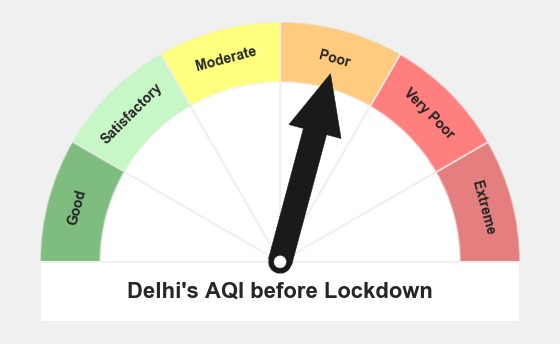 Good
Satisfactory
Moderate
Poor
Very Poor
Extreme
Delhi's AQI before Lockdown